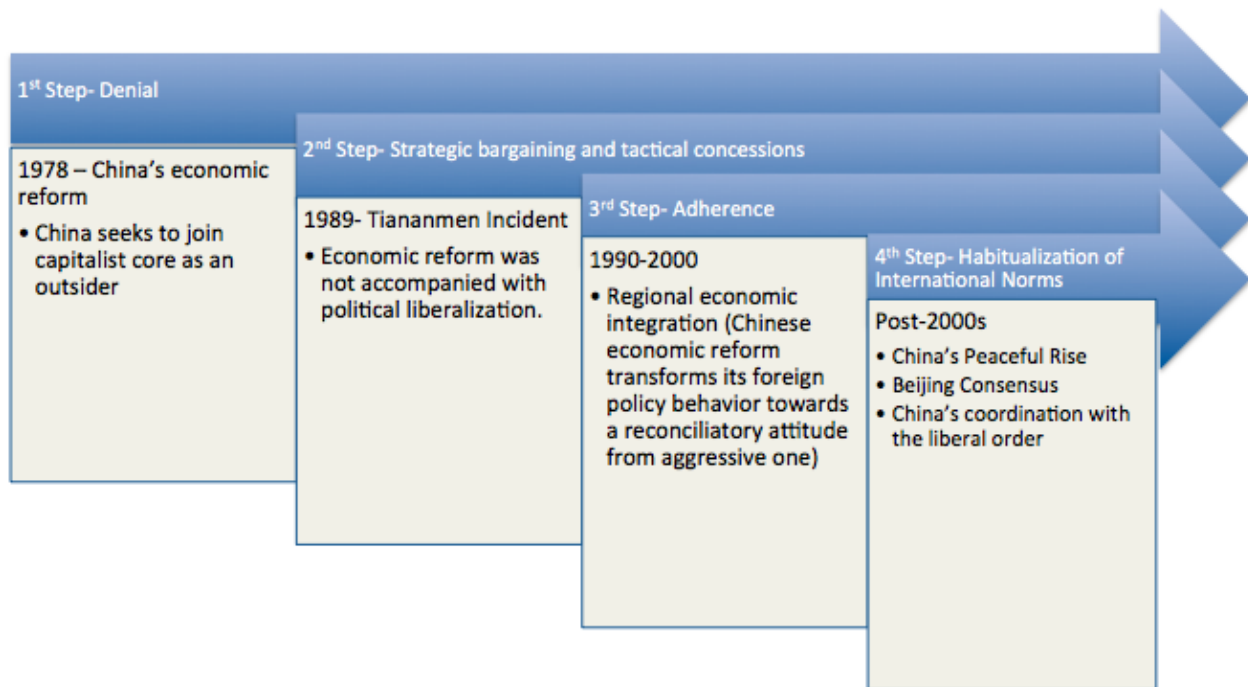 1st Step- Denial
1978 – China's economic
reform
• China seeks to join
capitalist core as an
outsider
2nd Step- Strategic bargaining and tactical concessions
1989- Tiananmen Incident
• Economic reform was
not accompanied with
political liberalization.
3rd Step- Adherence
1990-2000
• Regional economic
integration (Chinese
economic reform
transforms its foreign
policy behavior towards
a reconciliatory attitude
from aggressive one)
4th Step- Habitualization of
International Norms
Post-2000s
• China's Peaceful Rise
• Beijing Consensus
• China's coordination with
the liberal order